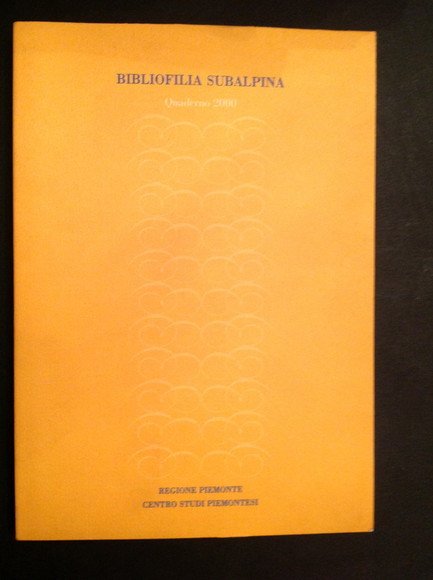 BIBLIOFILIA SUBALPINA
Quaderno 2000
REGIONE PIEMONTE
CENTRO STUDI PIEMONTESI